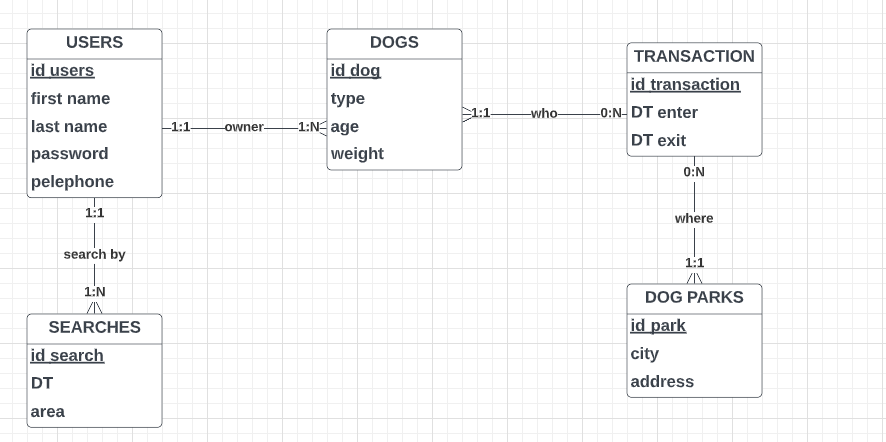 USERS
id users
first name
last name
password
pelephone
1:1
owner
1:N
DOGS
id dog
type
age
weight
1:1
who
0:N
TRANSACTION
id transaction
DT enter
DT exit
1:1
search by
1:N
SEARCHES
id search
DT
area
0:N
where
1:1
DOG PARKS
id park
city
address